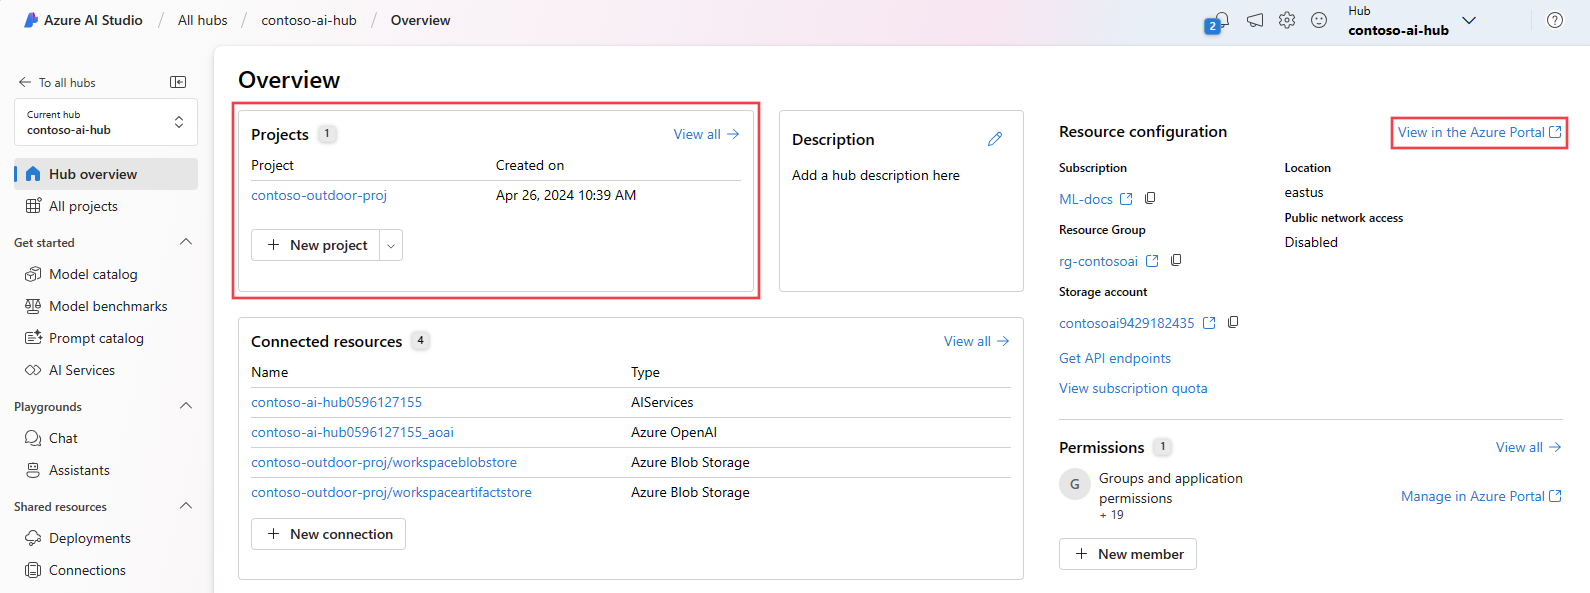 Azure AI Studio / All hubs / contoso-ai-hub / Overview
2
Hub
contoso-ai-hub
To all hubs
Current hub
contoso-ai-hub
Hub overview
All projects
Get started
Model catalog
Model benchmarks
Prompt catalog
AI Services
Playgrounds
Chat
Assistants
Shared resources
Deployments
Connections
Overview
Projects 1 View all
Project Created on
contoso-outdoor-proj Apr 26, 2024 10:39 AM
+ New project
Description
Add a hub description here
Connected resources 4 View all
Name Type
contoso-ai-hub0596127155 AIServices
contoso-ai-hub0596127155_aoai Azure OpenAI
contoso-outdoor-proj/workspaceblobstore Azure Blob Storage
contoso-outdoor-proj/workspaceartifactstore Azure Blob Storage
+ New connection
Resource configuration View in the Azure Portal
Subscription
ML-docs
Resource Group
rg-contosoai
Storage account
contosoai9429182435
Get API endpoints
View subscription quota
Location
eastus
Public network access
Disabled
Permissions 1 View all
G
Groups and application
permissions
+ 19
Manage in Azure Portal
+ New member